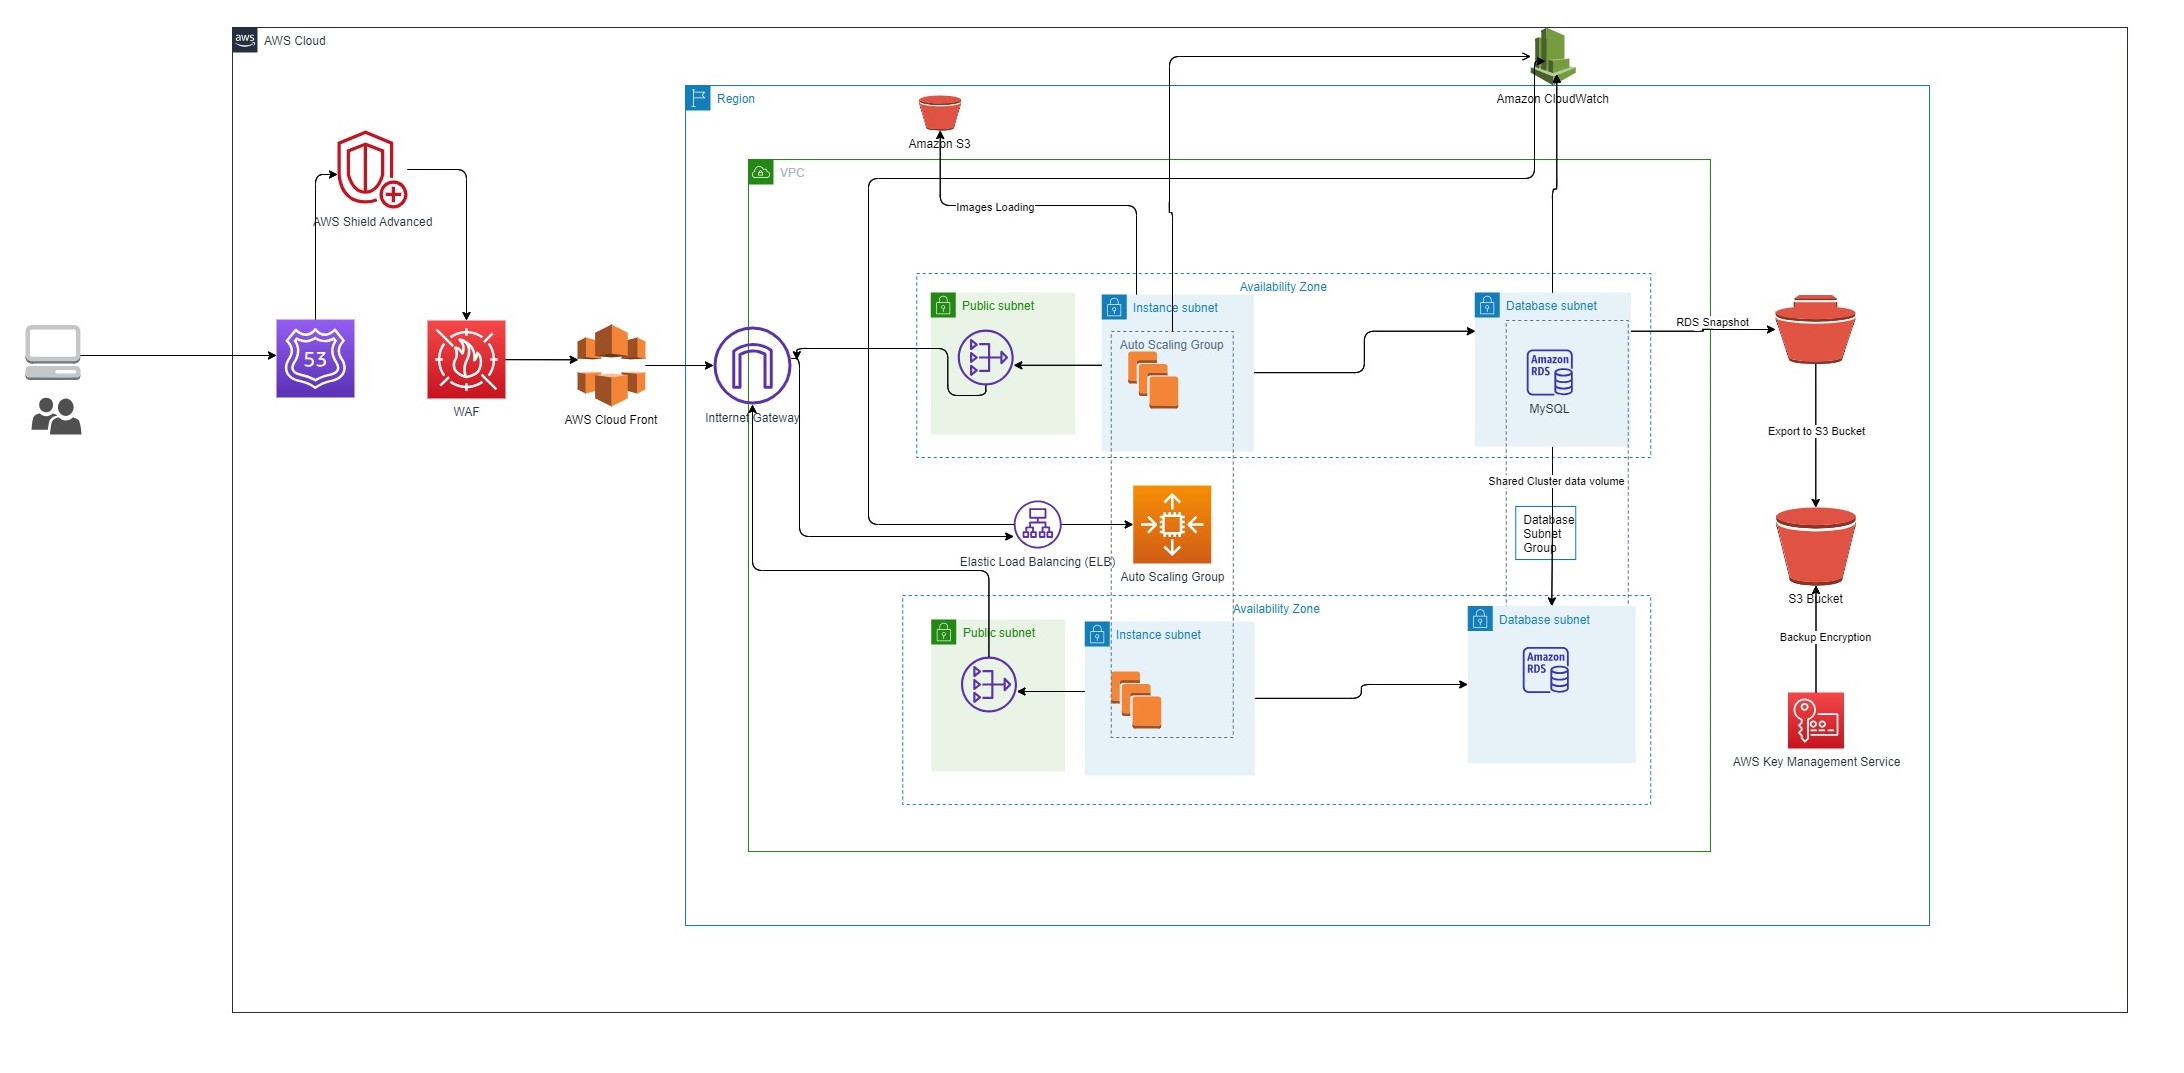 aws
AWS Cloud
Amazon CloudWatch
Region
Amazon S3
VPC
Images Loading
AWS Shield Advanced
Availability Zone
Public subnet
Instance subnet
Database subnet
RDS Snapshot
Auto Scaling Group
53
Amazon
RDS
MySQL
WAF
AWS Cloud Front
Intternet Gateway
Export to S3 Bucket
Shared Cluster data volume
Database
Subnet
Group
Elastic Load Balancing (ELB)
Auto Scaling Group
S3 Bucket
Availability Zone
Public subnet
Instance subnet
Database subnet
Backup Encryption
Amazon
RDS
AWS Key Management Service